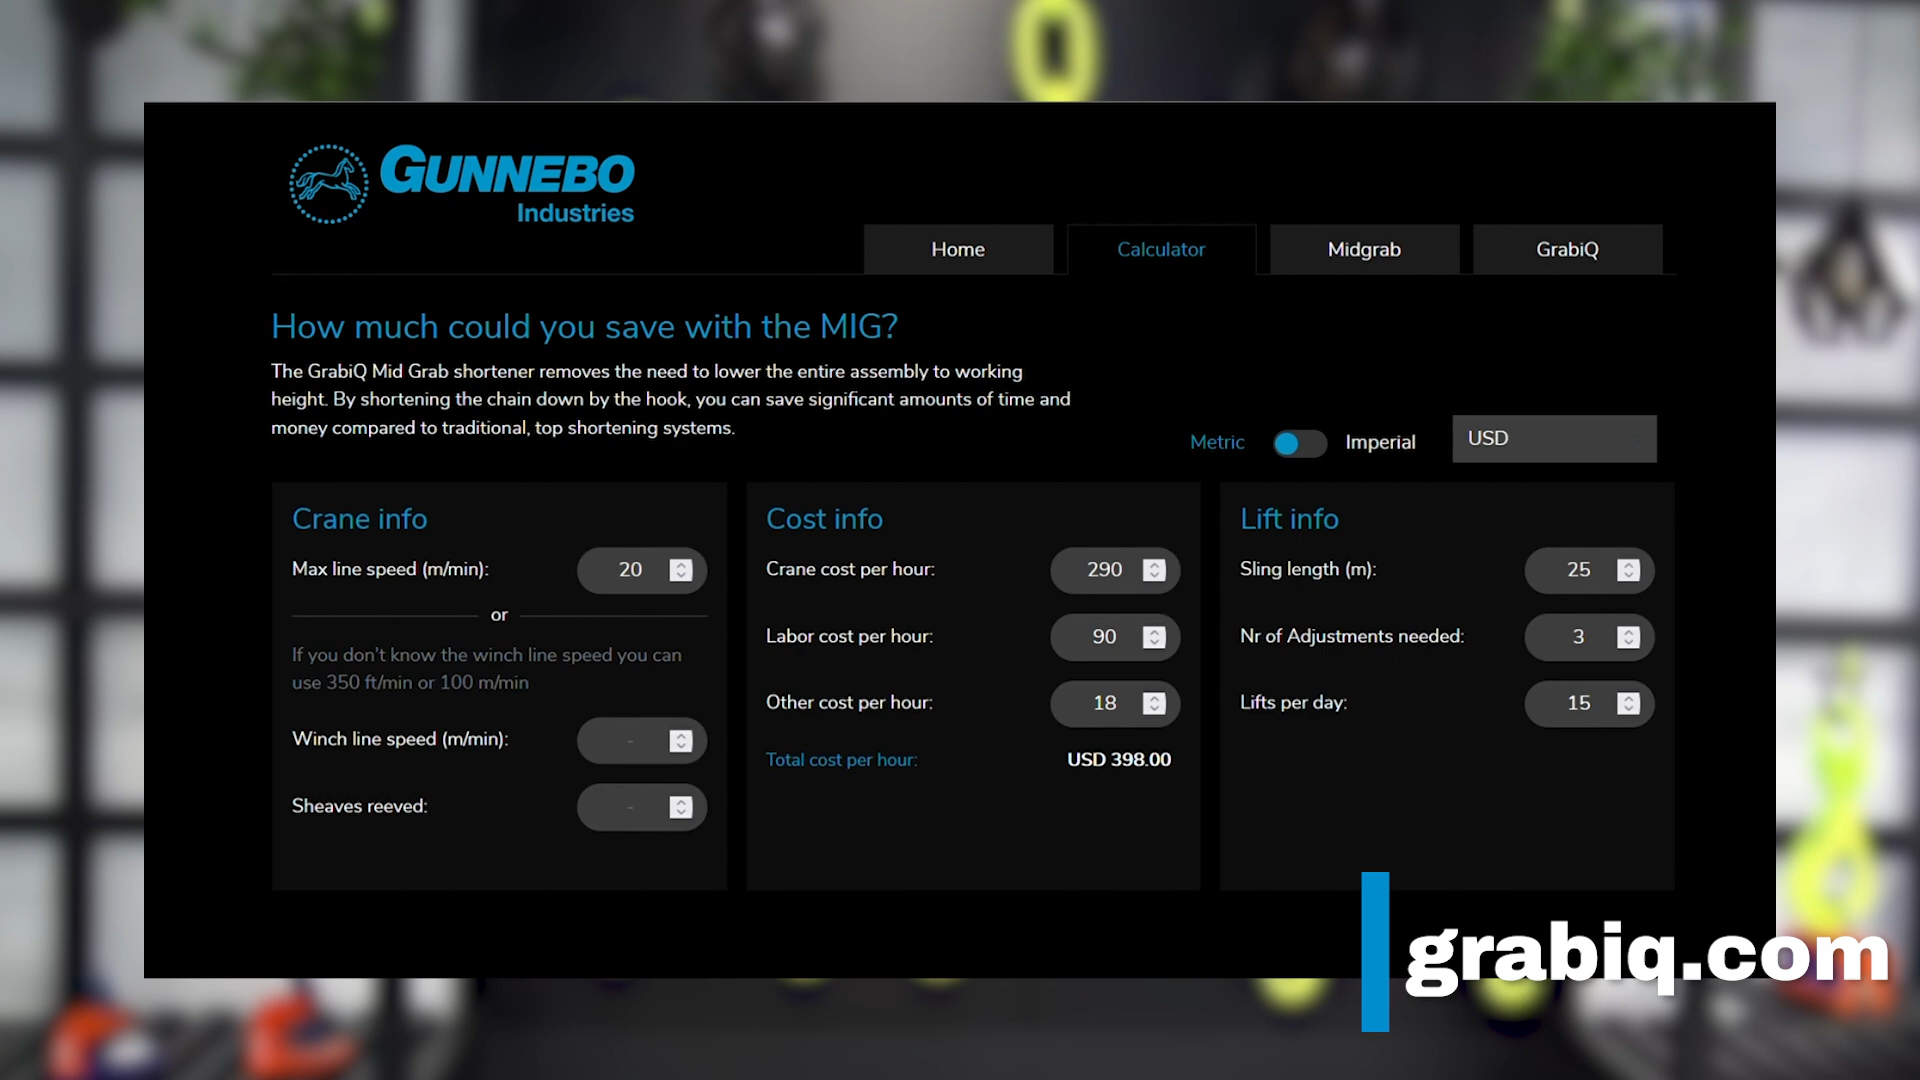 GUNNEBO
Industries
Home
Calculator
Midgrab
GrabiQ
How much could you save with the MIG?
The GrabiQ Mid Grab shortener removes the need to lower the entire assembly to working
height. By shortening the chain down by the hook, you can save significant amounts of time and
money compared to traditional, top shortening systems.
Metric
Imperial
USD
Crane info
Max line speed (m/min):
20
or
If you don't know the winch line speed you can
use 350 ft/min or 100 m/min
Winch line speed (m/min):
-
Sheaves reeved:
-
Cost info
Crane cost per hour:
290
Labor cost per hour:
90
Other cost per hour:
18
Total cost per hour:
USD 398.00
Lift info
Sling length (m):
25
Nr of Adjustments needed:
3
Lifts per day:
15
grabiq.com